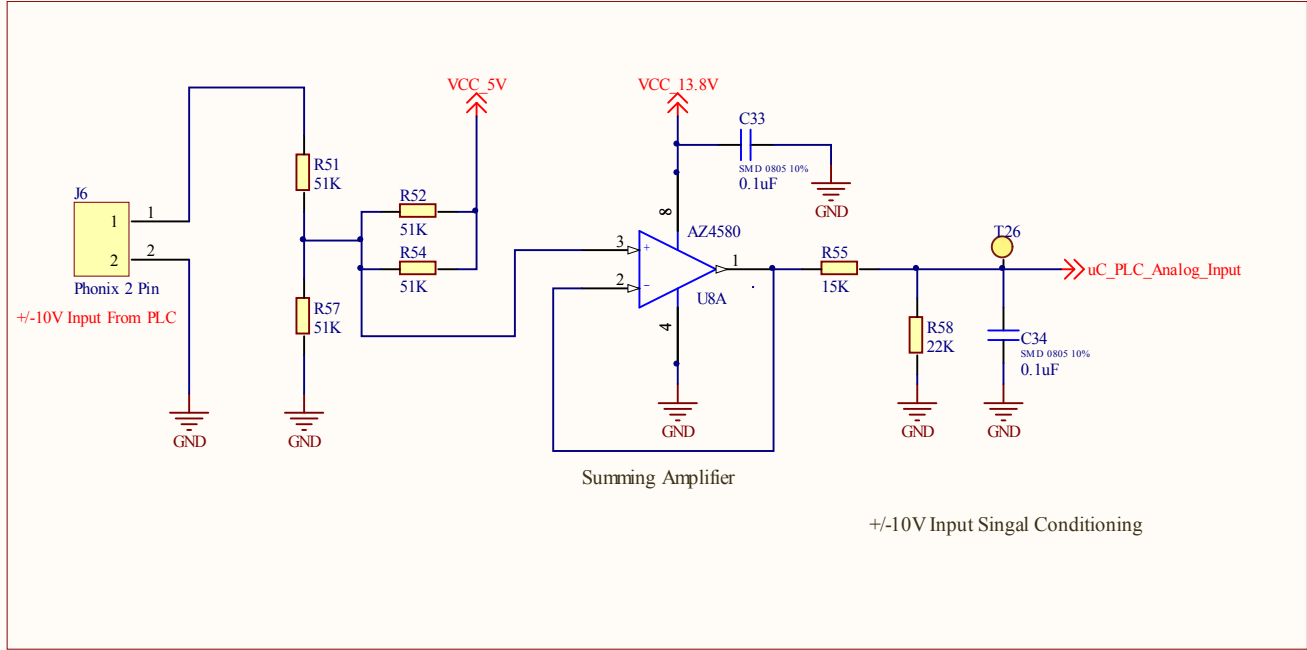 VCC_5V
VCC_13.8V
C33
SMD 0805 10%
0.1uF
GND
R51
51K
J6
1
1
2
2
Phonix 2 Pin
+/-10V Input From PLC
R52
51K
R54
51K
R57
51K
GND
GND
8
AZ4580
3
+
2
-
1
U8A
4
GND
R55
15K
T26
uC_PLC_Analog_Input
R58
22K
C34
SMD 0805 10%
0.1uF
GND
GND
Summing Amplifier
+/-10V Input Singal Conditioning